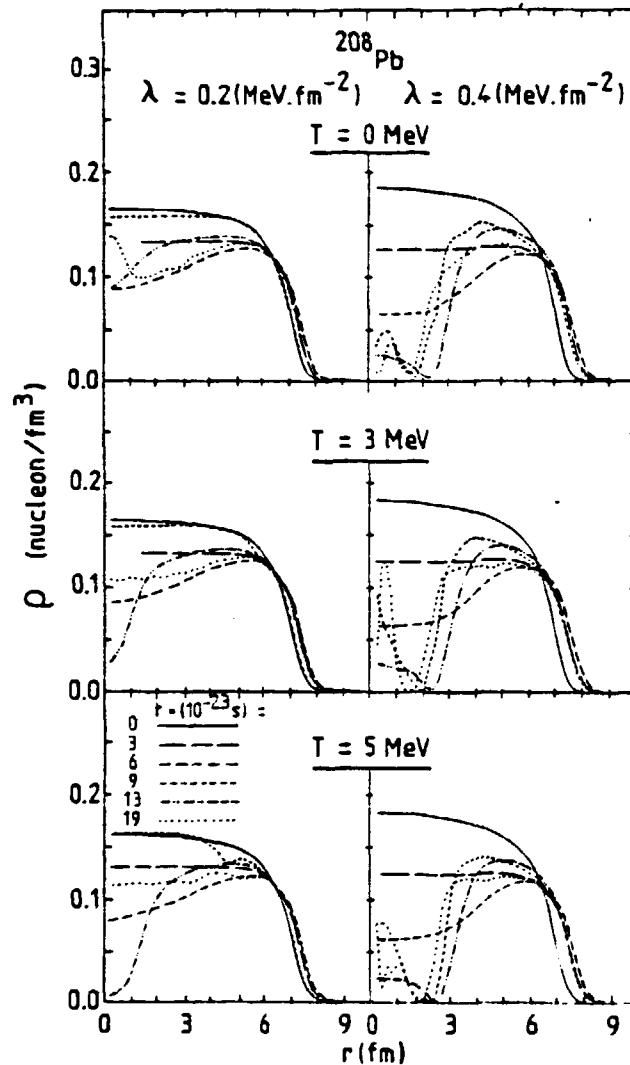 ²⁰⁸Pb
λ = 0.2 (MeV.fm⁻²) λ = 0.4 (MeV.fm⁻²)
T = 0 MeV
0.3
0.2
0.1
0.0
T = 3 MeV
0.2
0.1
0.0
ρ (nucleon/fm³)
t = (10⁻²³s) =
0
3
6
9
13
19
T = 5 MeV
0.2
0.1
0.0
0 3 6 9 0 3 6 9
r (fm)